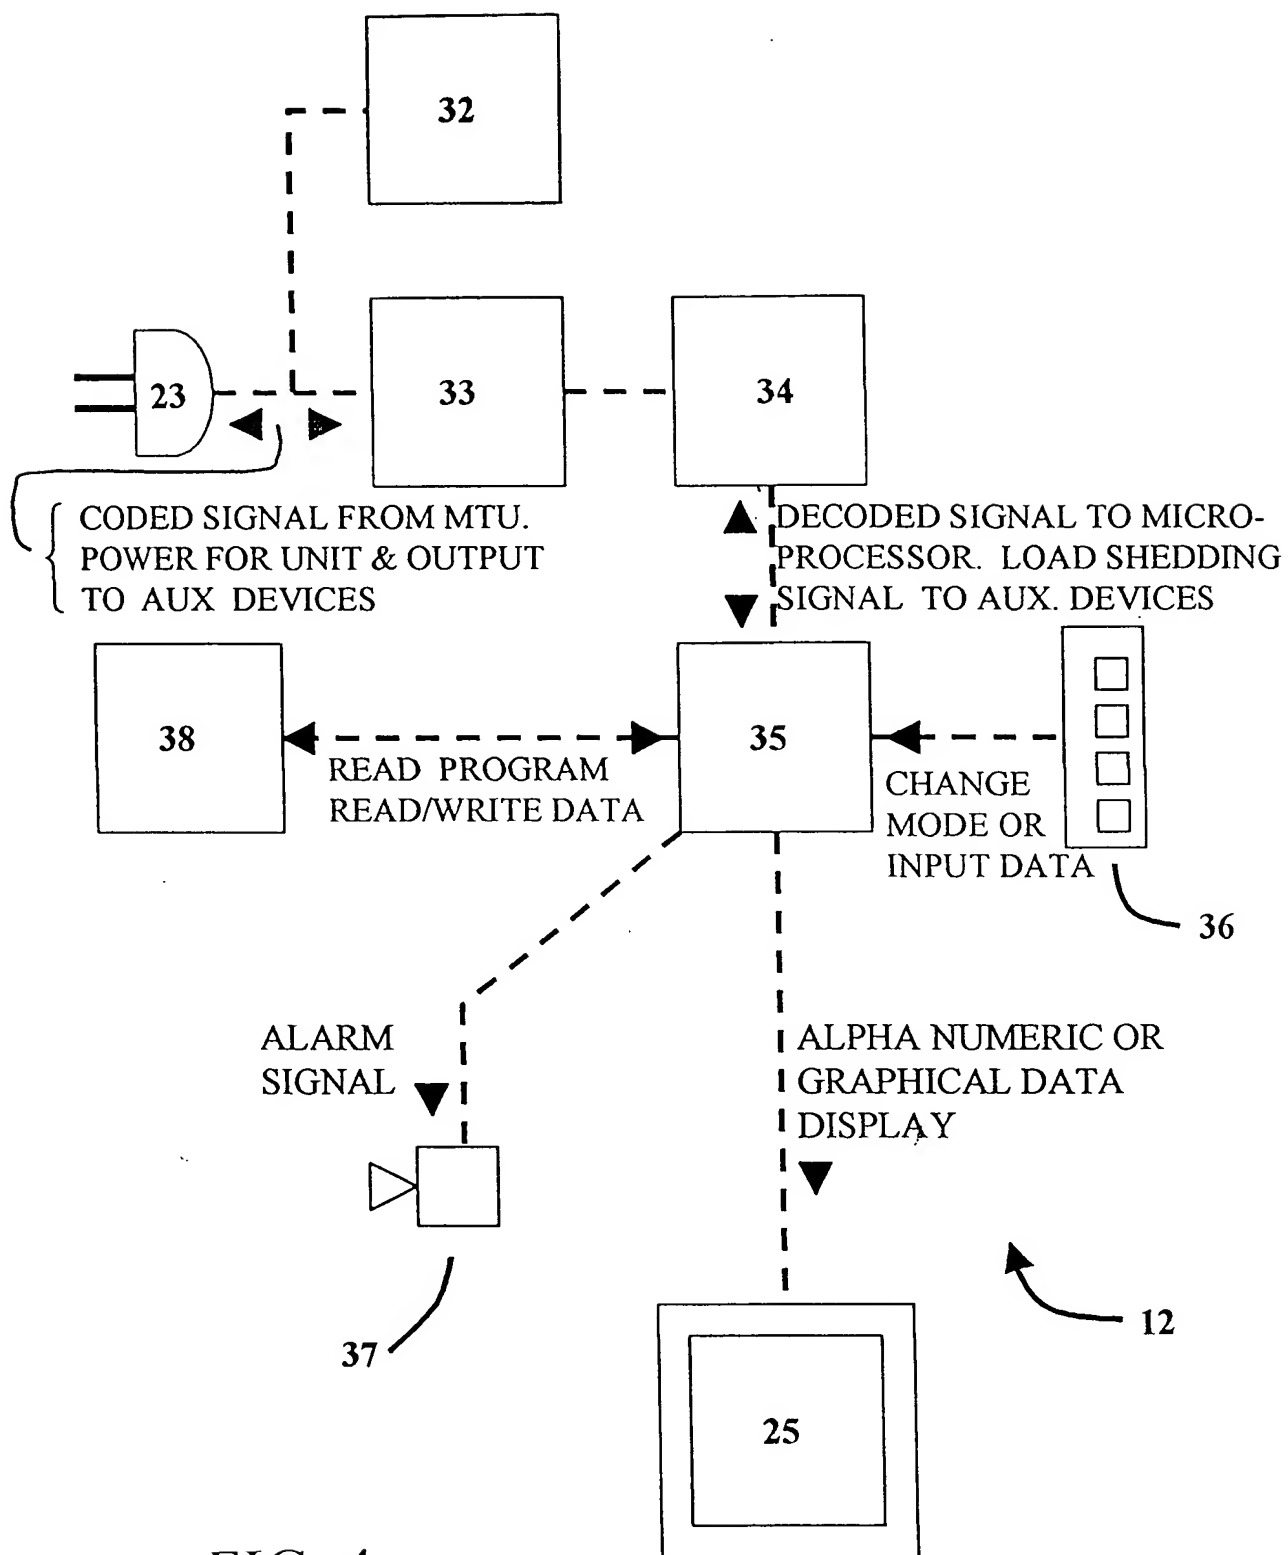 32
23
33
34
CODED SIGNAL FROM MTU.
POWER FOR UNIT & OUTPUT
TO AUX DEVICES
DECODED SIGNAL TO MICRO-
PROCESSOR. LOAD SHEDDING
SIGNAL TO AUX. DEVICES
38
35
READ PROGRAM
READ/WRITE DATA
CHANGE
MODE OR
INPUT DATA
36
ALARM
SIGNAL
ALPHA NUMERIC OR
GRAPHICAL DATA
DISPLAY
12
37
25
FIG. 4